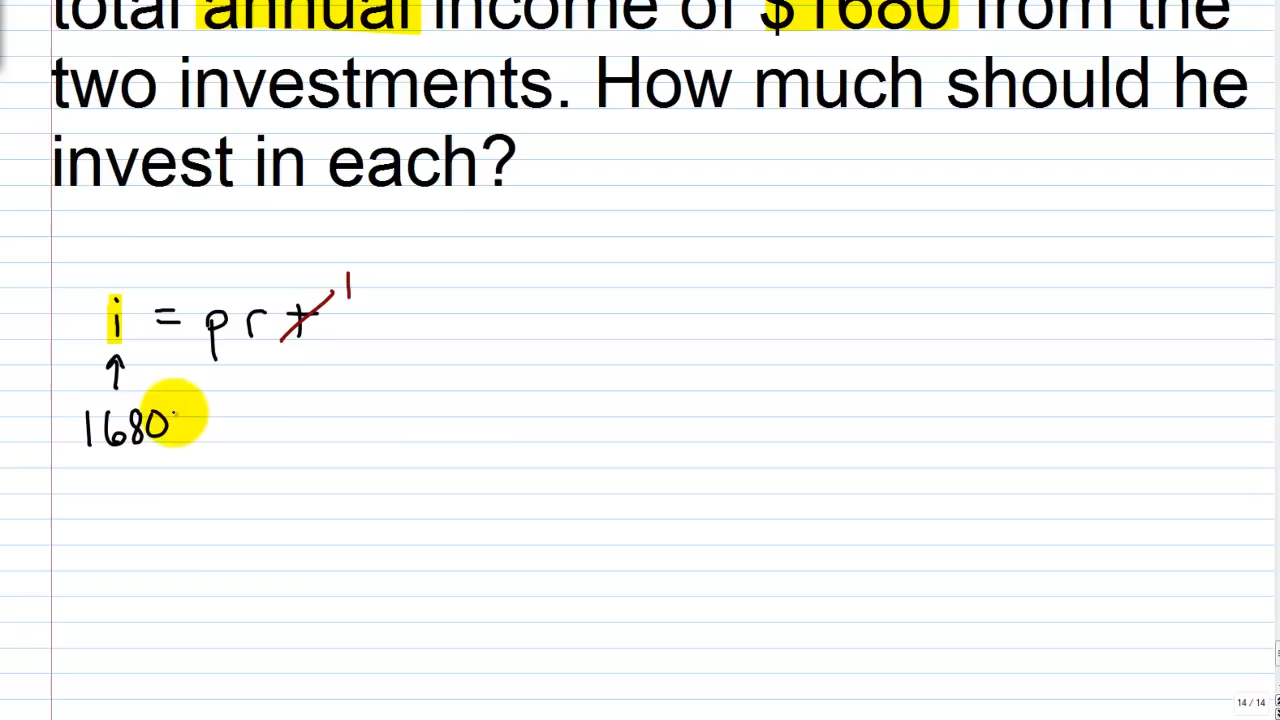 total annual income of $1680 from the
two investments. How much should he
invest in each?
i = p r t 1
↑
1680
14 / 14